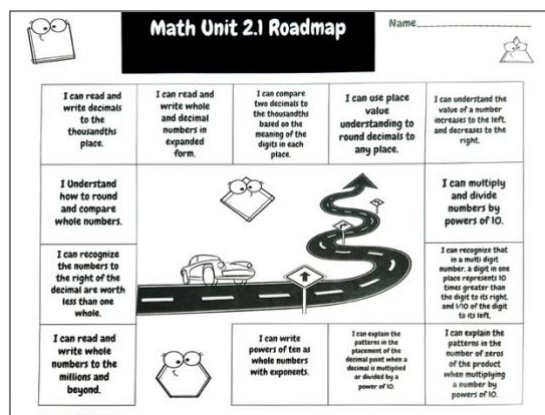 Math Unit 2.1 Roadmap
Name
I can read and
write decimals
to the
thousandths
place.
I can read and
write whole
and decimal
numbers in
expanded
form.
I can compare
two decimals to
the thousandths
based on the
meaning of the
digits in each
place.
I can use place
value
understanding to
round decimals to
any place.
I can understand the
value of a number
increases to the left,
and decreases to the
right.
I Understand
how to round
and compare
whole numbers.
I can multiply
and divide
numbers by
powers of 10.
I can recognize
the numbers to
the right of the
decimal are worth
less than one
whole.
I can recognize that
in a multi digit
number, a digit in one
place represents 10
times greater than
the digit to its right,
and 1/10 of the digit
to its left.
I can read and
write whole
numbers to the
millions and
beyond.
I can write
powers of ten as
whole numbers
with exponents.
I can explain the
patterns in the
placement of the
decimal point when a
decimal is multiplied
or divided by a
power of 10.
I can explain the
patterns in the
number of zeros
of the product
when multiplying
a number by
powers of 10.